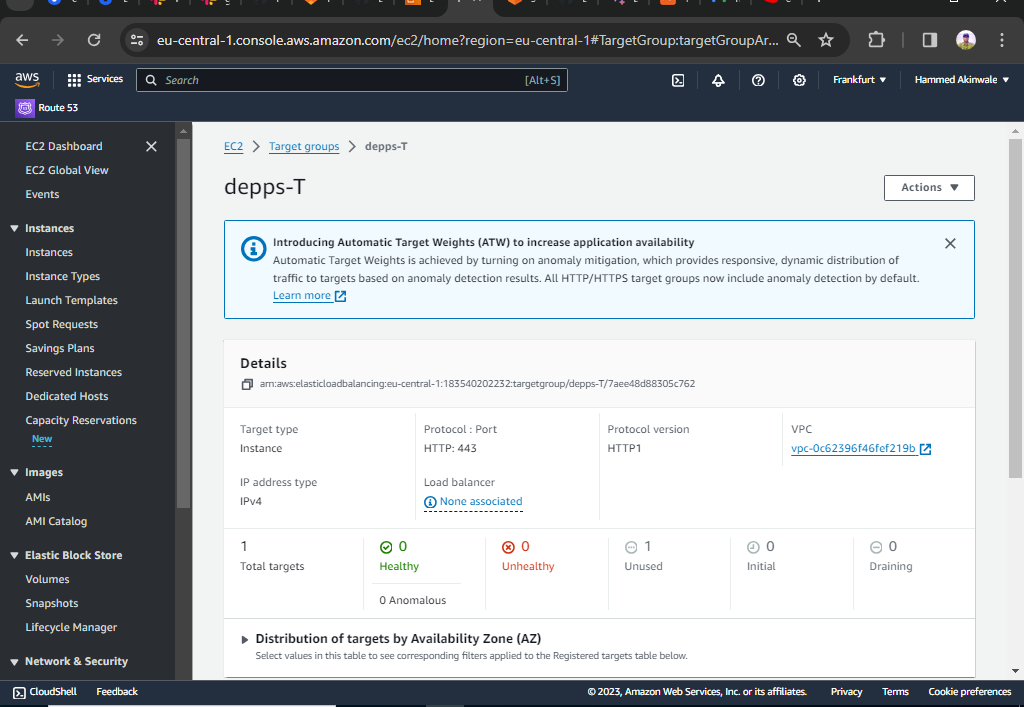 eu-central-1.console.aws.amazon.com/ec2/home?region=eu-central-1#TargetGroup:targetGroupAr...
aws
Services
Search
[Alt+S]
Frankfurt
Hammed Akinwale
Route 53
EC2 Dashboard
EC2 Global View
Events
Instances
Instances
Instance Types
Launch Templates
Spot Requests
Savings Plans
Reserved Instances
Dedicated Hosts
Capacity Reservations
New
Images
AMIs
AMI Catalog
Elastic Block Store
Volumes
Snapshots
Lifecycle Manager
Network & Security
EC2 > Target groups > depps-T
depps-T
Actions
Introducing Automatic Target Weights (ATW) to increase application availability
Automatic Target Weights is achieved by turning on anomaly mitigation, which provides responsive, dynamic distribution of
traffic to targets based on anomaly detection results. All HTTP/HTTPS target groups now include anomaly detection by default.
Learn more
Details
arn:aws:elasticloadbalancing:eu-central-1:183540202232:targetgroup/depps-T/7aee48d88305c762
Target type
Instance
Protocol : Port
HTTP: 443
Protocol version
HTTP1
VPC
vpc-0c62396f46fef219b
IP address type
IPv4
Load balancer
None associated
1
Total targets
0
Healthy
0 Anomalous
0
Unhealthy
1
Unused
0
Initial
0
Draining
Distribution of targets by Availability Zone (AZ)
Select values in this table to see corresponding filters applied to the Registered targets table below.
CloudShell
Feedback
© 2023, Amazon Web Services, Inc. or its affiliates.
Privacy
Terms
Cookie preferences